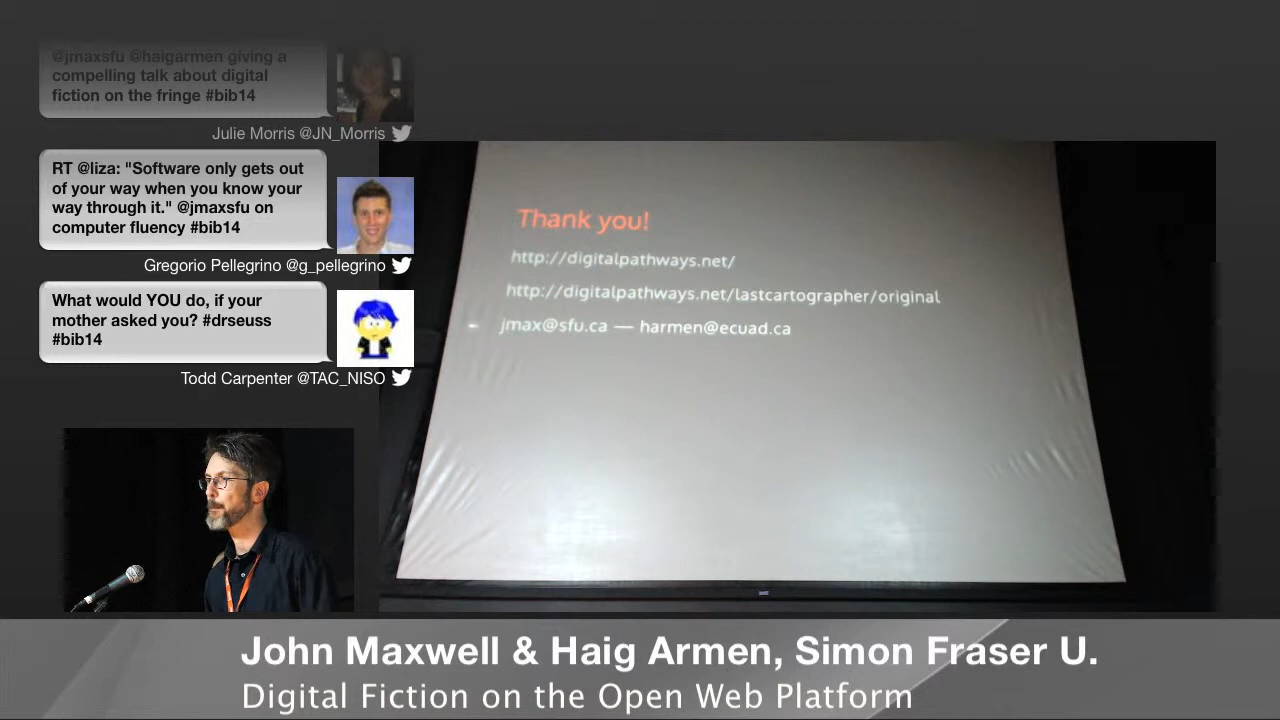 @jmaxsfu @haigarmen giving a
compelling talk about digital
fiction on the fringe #bib14
Julie Morris @JN_Morris
RT @liza: "Software only gets out
of your way when you know your
way through it." @jmaxsfu on
computer fluency #bib14
Gregorio Pellegrino @g_pellegrino
What would YOU do, if your
mother asked you? #drseuss
#bib14
Todd Carpenter @TAC_NISO
Thank you!
http://digitalpathways.net/
http://digitalpathways.net/lastcartographer/original
jmax@sfu.ca — harmen@ecuad.ca
John Maxwell & Haig Armen, Simon Fraser U.
Digital Fiction on the Open Web Platform